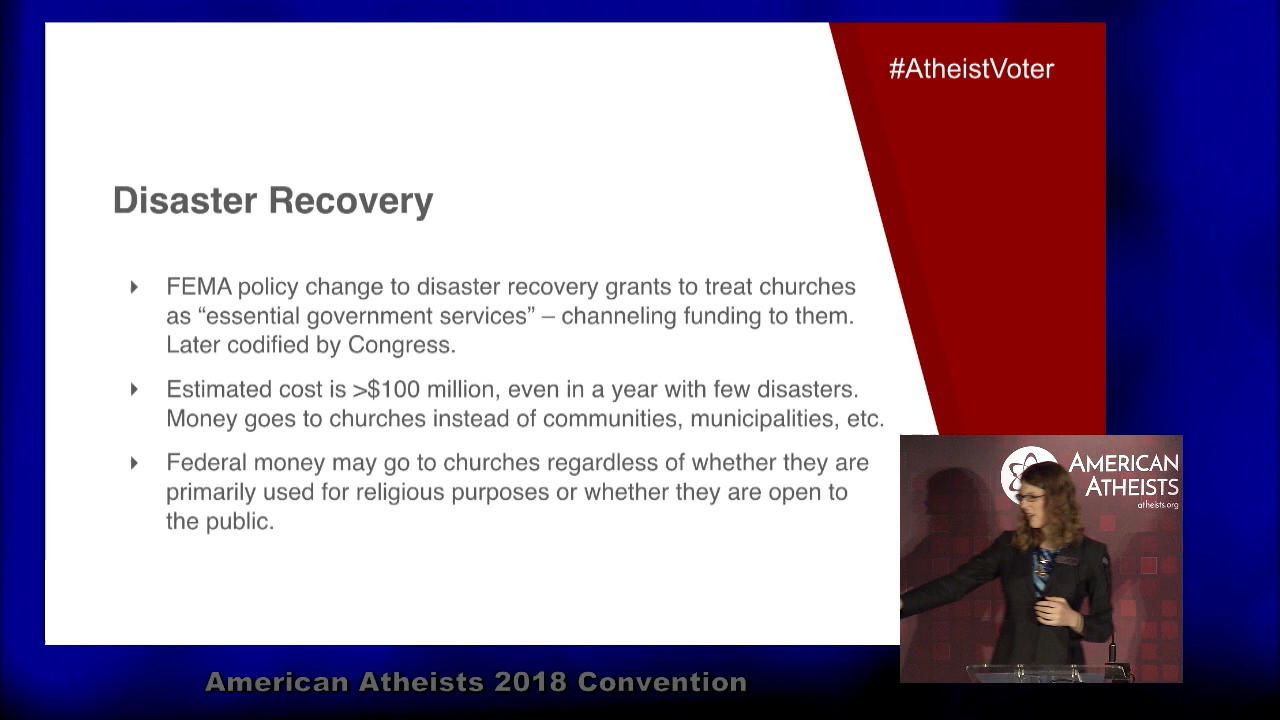 #AtheistVoter
Disaster Recovery
FEMA policy change to disaster recovery grants to treat churches
as “essential government services” – channeling funding to them.
Later codified by Congress.
Estimated cost is >$100 million, even in a year with few disasters.
Money goes to churches instead of communities, municipalities, etc.
Federal money may go to churches regardless of whether they are
primarily used for religious purposes or whether they are open to
the public.
AMERICAN
ATHEISTS
atheists.org
American Atheists 2018 Convention